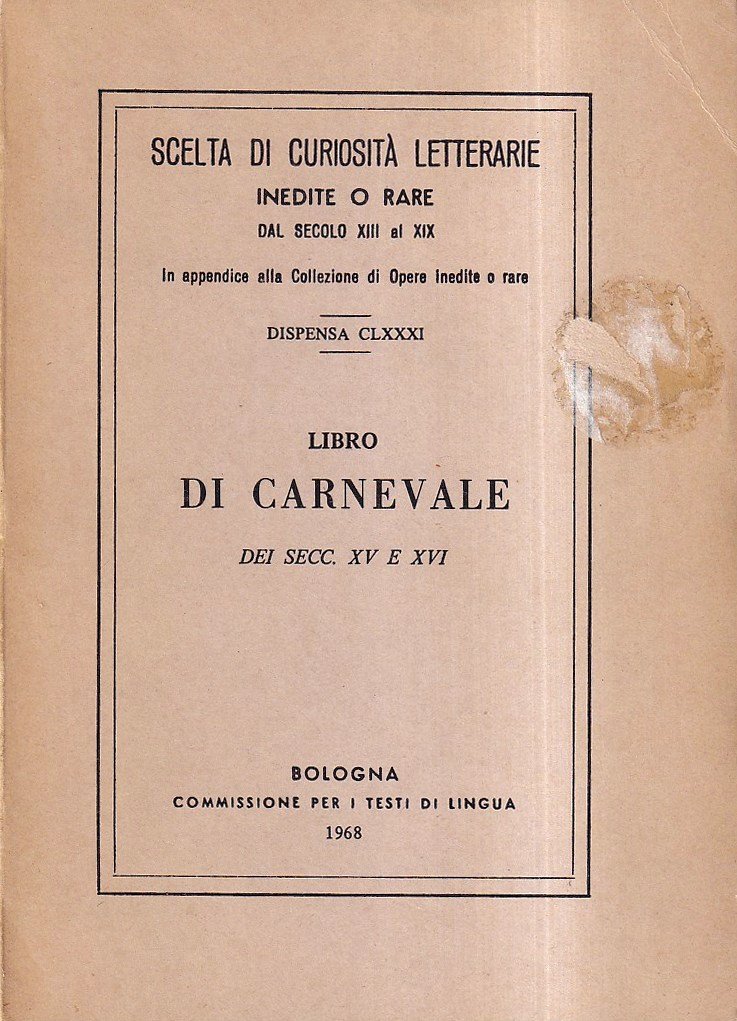 SCELTA DI CURIOSITÀ LETTERARIE
INEDITE O RARE
DAL SECOLO XIII al XIX
In appendice alla Collezione di Opere inedite o rare
DISPENSA CLXXXI
LIBRO
DI CARNEVALE
DEI SECC. XV E XVI
BOLOGNA
COMMISSIONE PER I TESTI DI LINGUA
1968